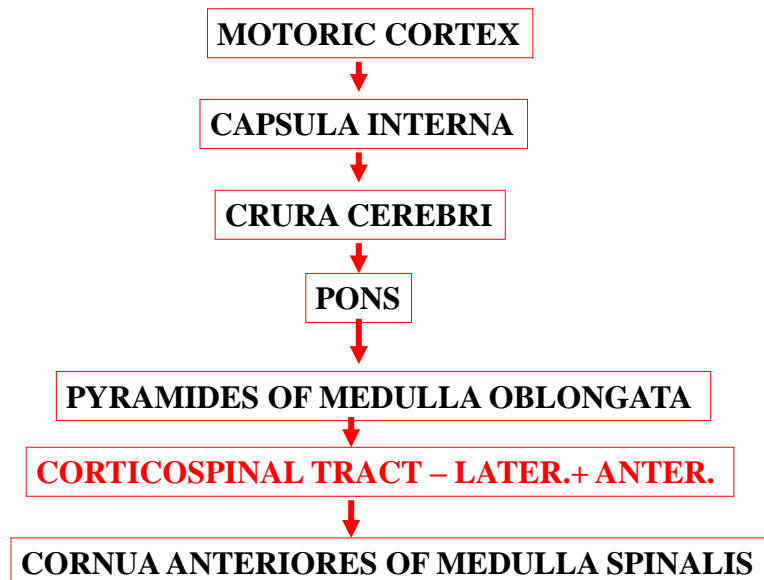 MOTORIC CORTEX
CAPSULA INTERNA
CRURA CEREBRI
PONS
PYRAMIDES OF MEDULLA OBLONGATA
CORTICOSPINAL TRACT – LATER.+ ANTER.
CORNUA ANTERIORES OF MEDULLA SPINALIS